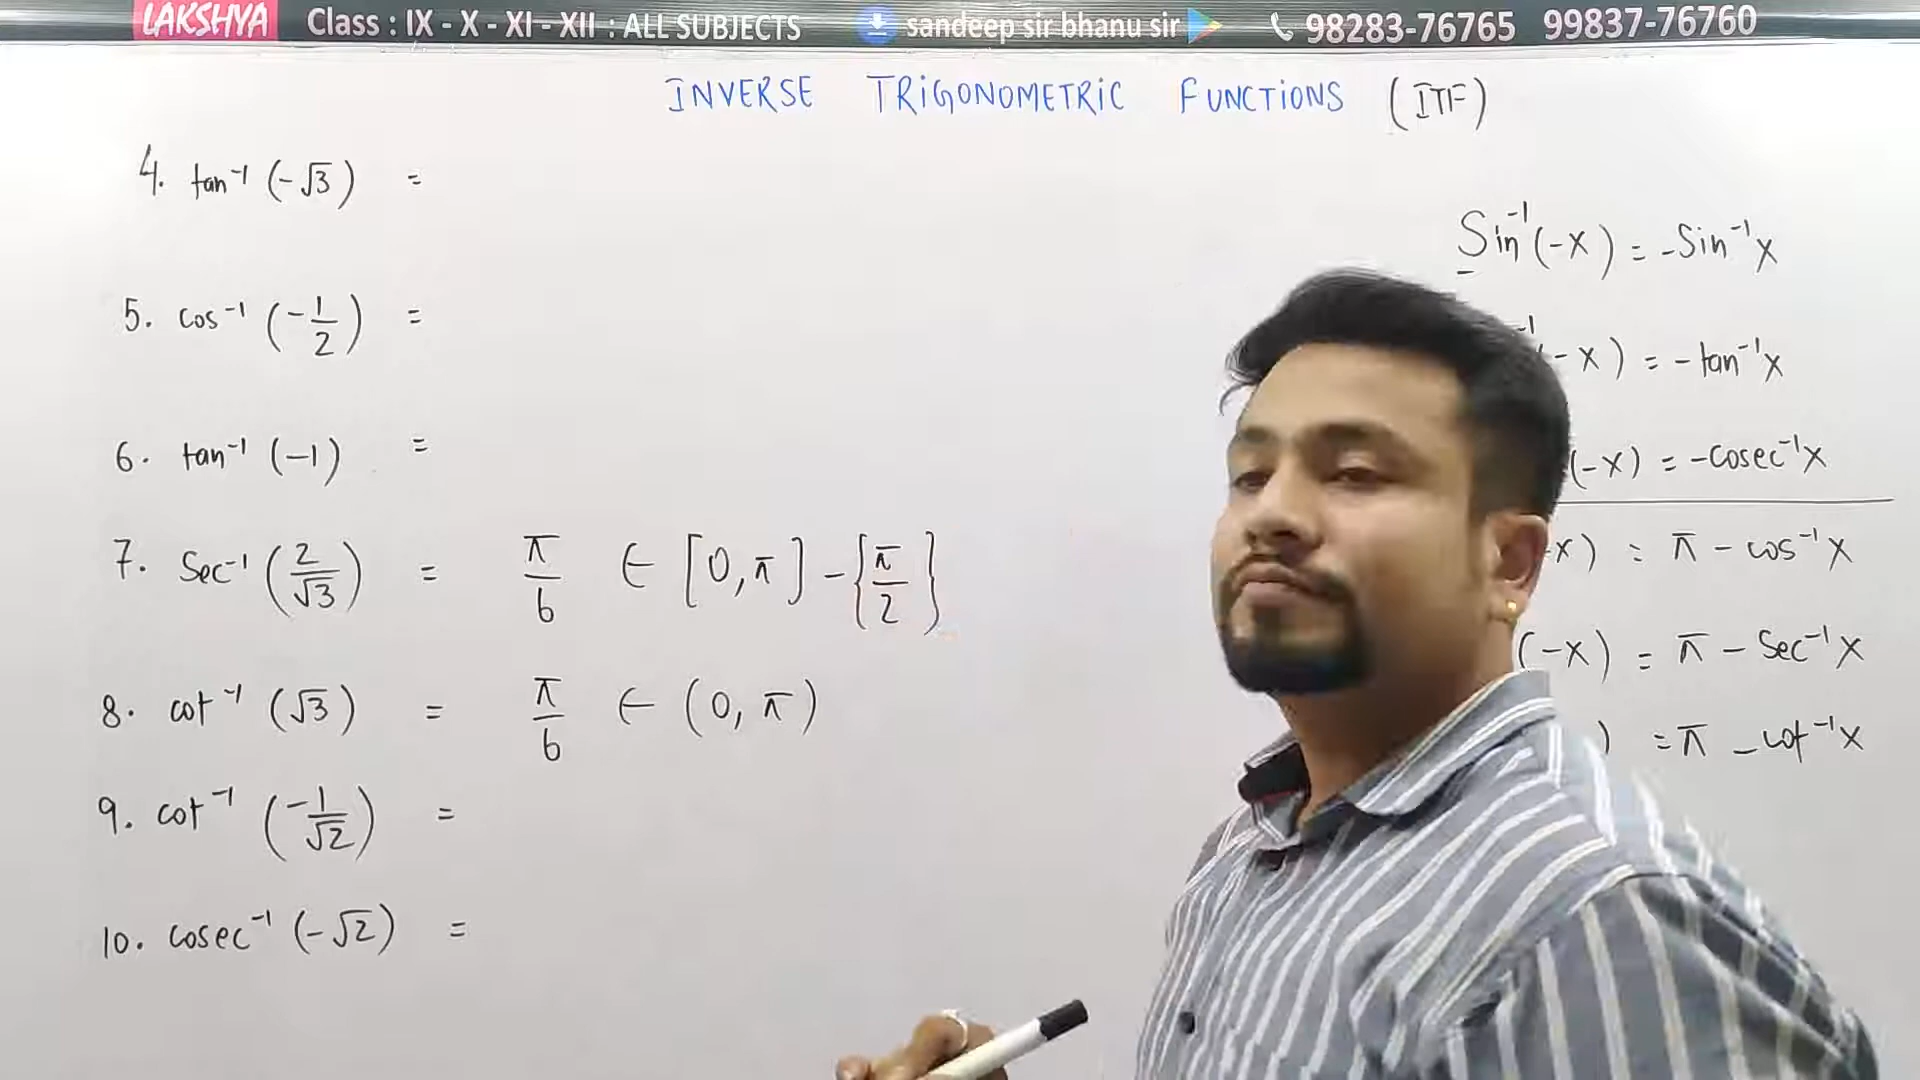 LAKSHYA Class : IX - X - XI - XII : ALL SUBJECTS sandeep sir bhanu sir 98283-76765 99837-76760
INVERSE TRIGONOMETRIC FUNCTIONS (ITF)
4. tan⁻¹ (-√3) =
5. cos⁻¹ (-1/2) =
6. tan⁻¹ (-1) =
7. Sec⁻¹ (2/√3) = π/6 ∈ [0, π] - {π/2}
8. cot⁻¹ (√3) = π/6 ∈ (0, π)
9. cot⁻¹ (-1/√2) =
10. cosec⁻¹ (-√2) =
Sin⁻¹(-x) = -Sin⁻¹x
⁻¹(-x) = -tan⁻¹x
(-x) = -cosec⁻¹x
-x) = π - cos⁻¹x
(-x) = π - Sec⁻¹x
) = π - cot⁻¹x